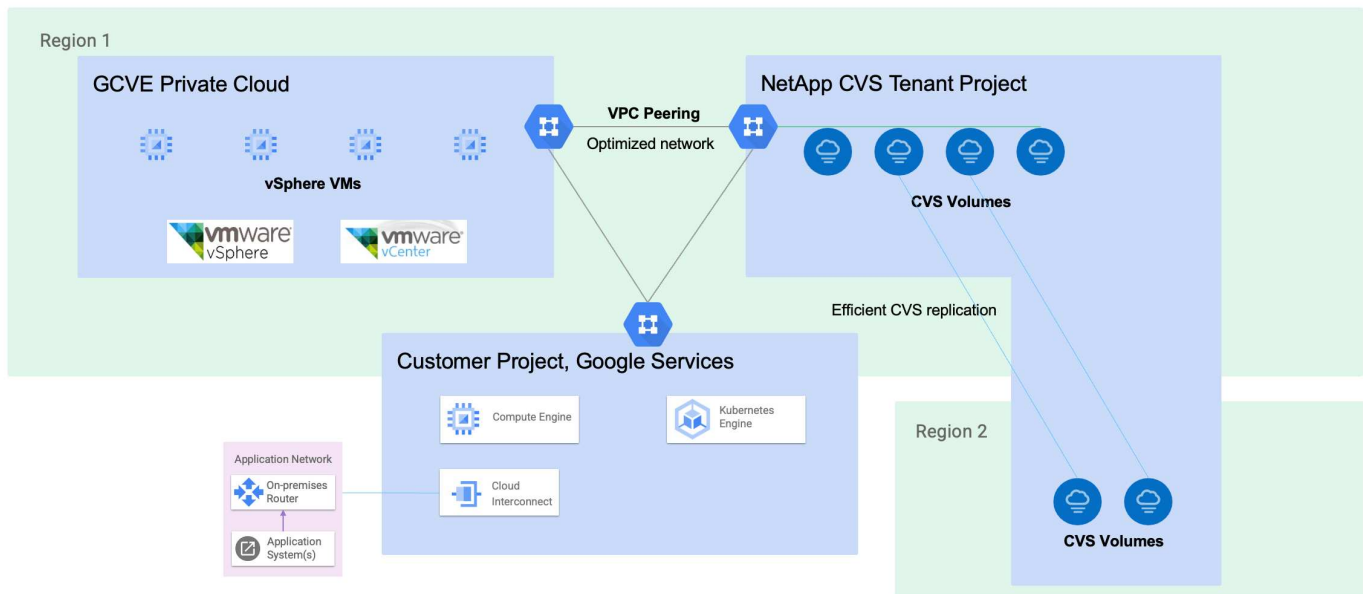 Region 1
GCVE Private Cloud
vSphere VMs
vmware®
vSphere
vmware®
vCenter
VPC Peering
Optimized network
NetApp CVS Tenant Project
CVS Volumes
Efficient CVS replication
Customer Project, Google Services
Compute Engine
Kubernetes
Engine
Cloud
Interconnect
Application Network
On-premises
Router
Application
System(s)
Region 2
CVS Volumes